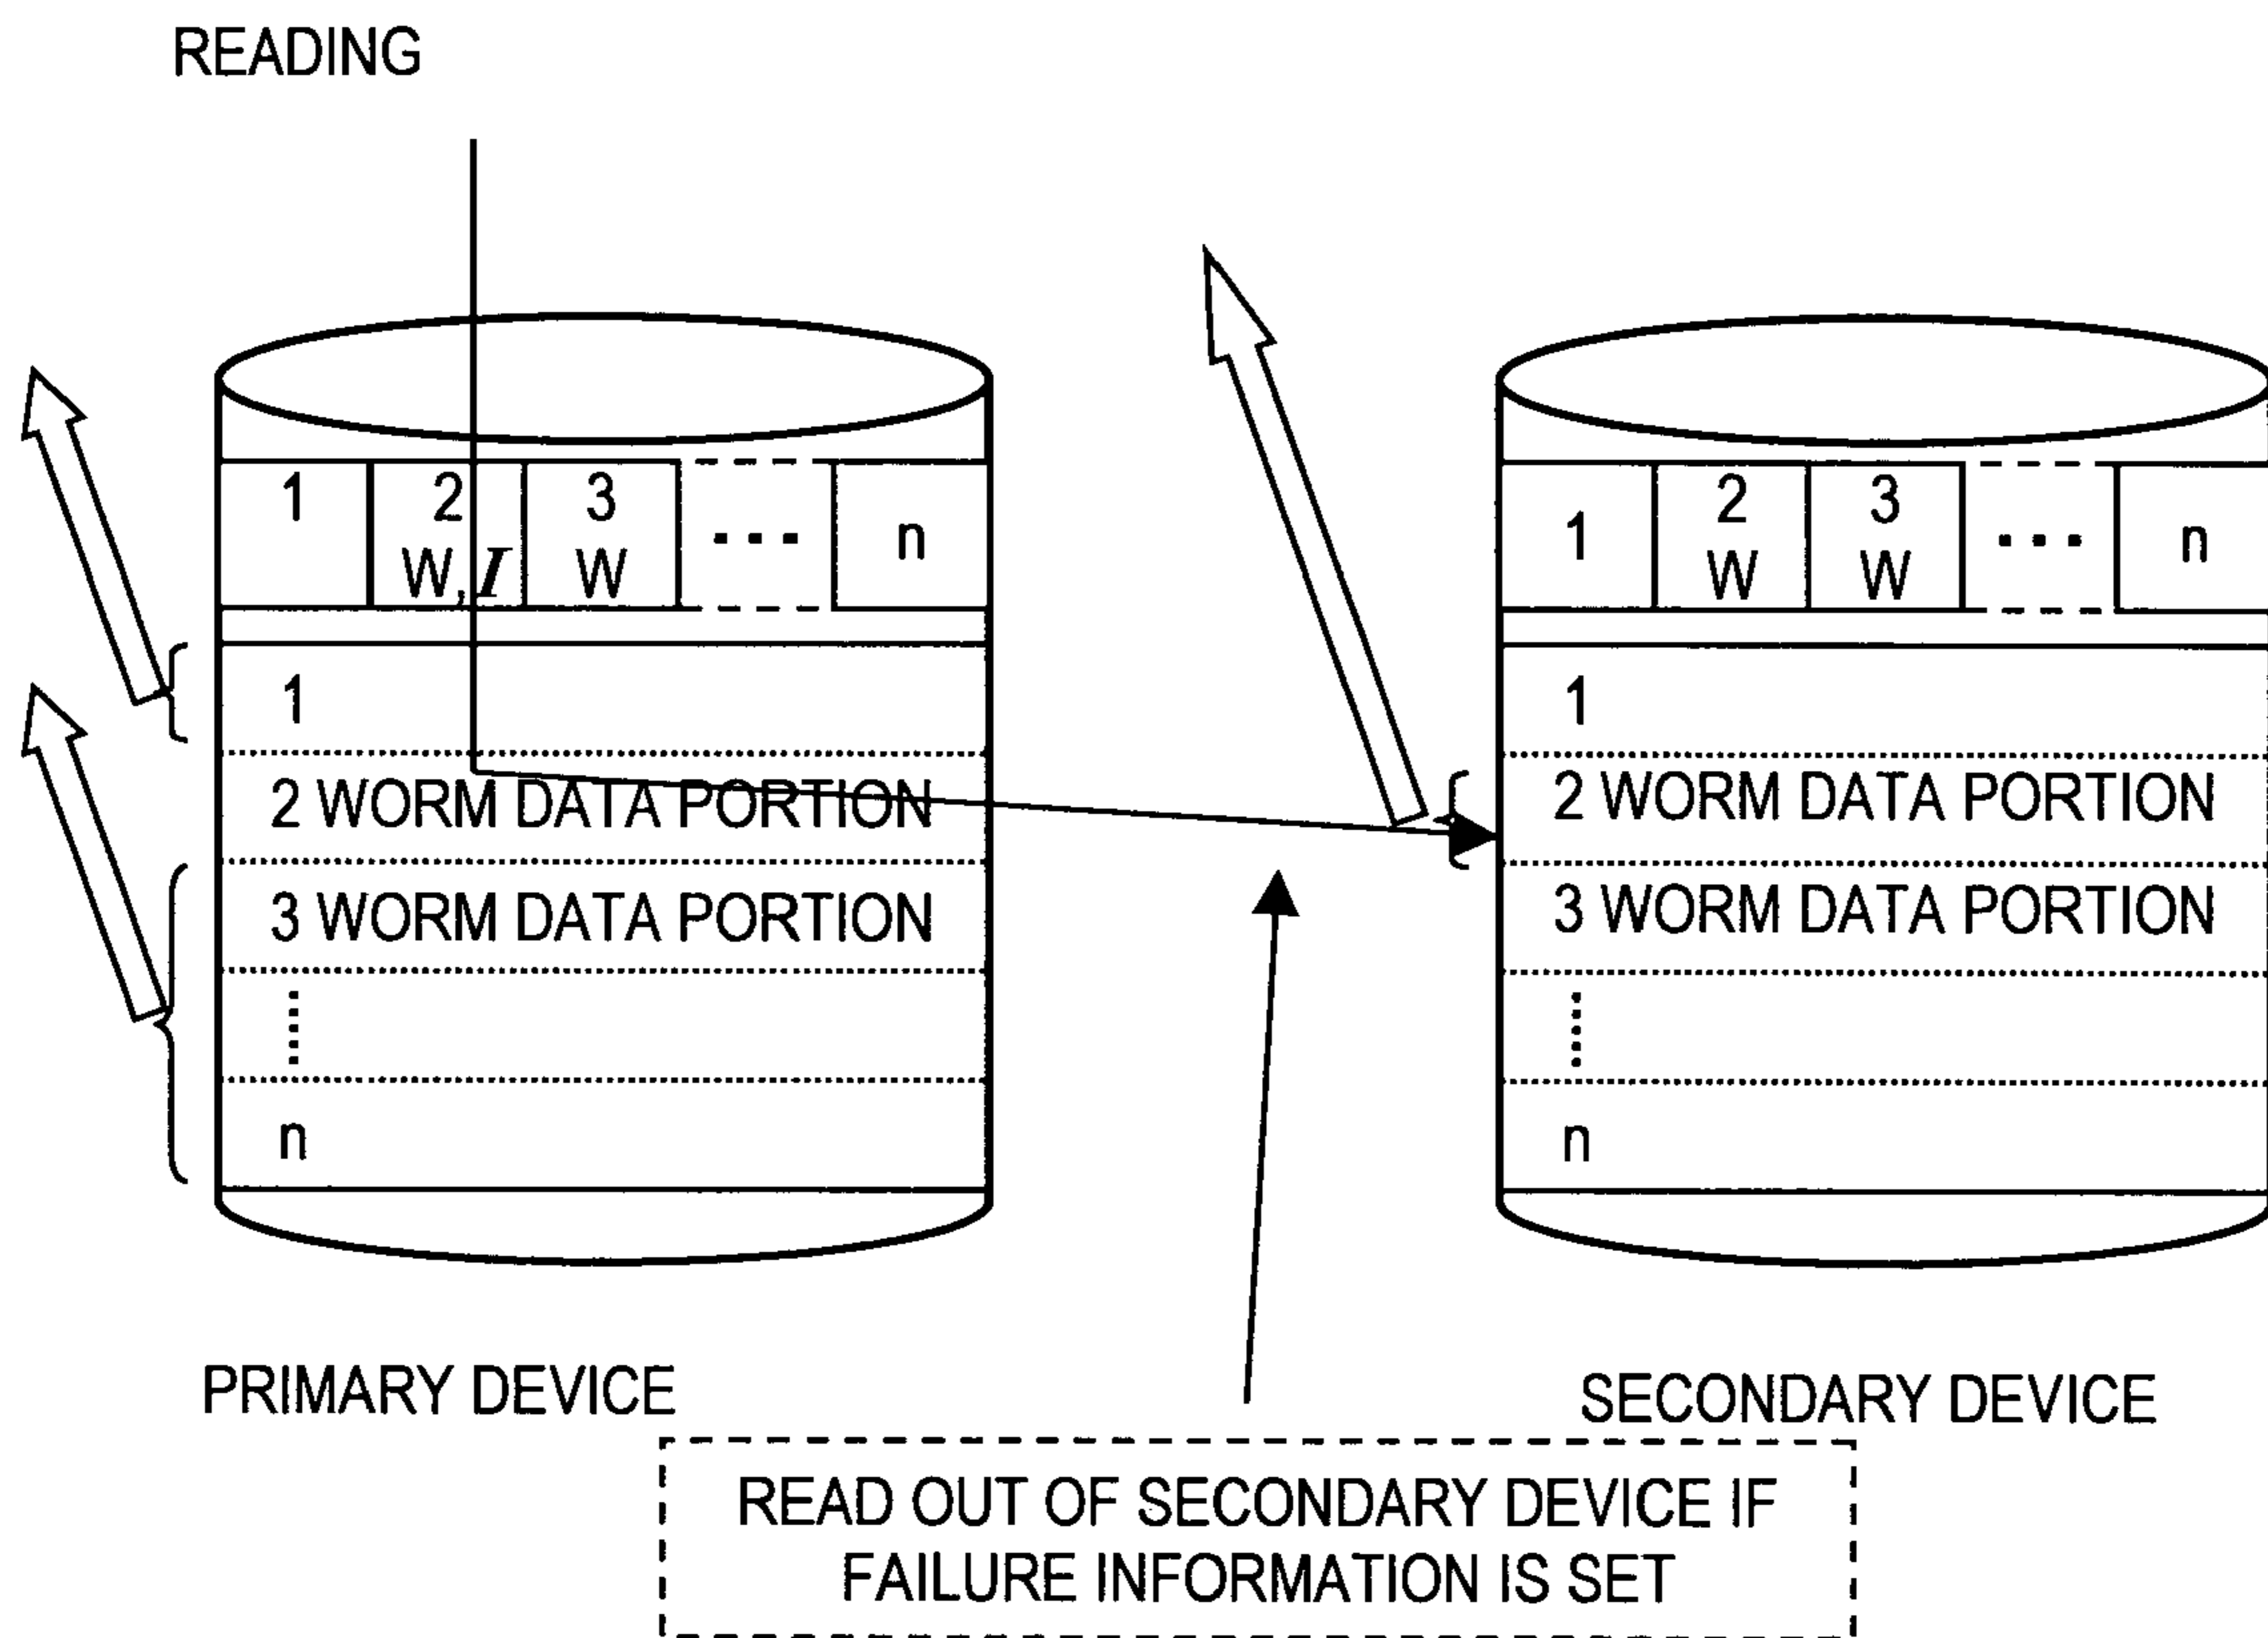 READING
1 2 3 ... n
W, I W
1
2 WORM DATA PORTION
3 WORM DATA PORTION
n
PRIMARY DEVICE
1 2 3 ... n
W W
1
2 WORM DATA PORTION
3 WORM DATA PORTION
n
SECONDARY DEVICE
READ OUT OF SECONDARY DEVICE IF
FAILURE INFORMATION IS SET